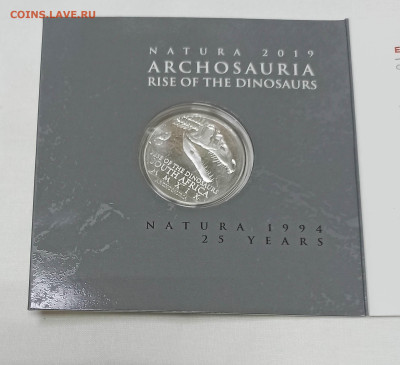 COINS.ЛАВЕ.RU
NATURA 2019
ARCHOSAURIA
RISE OF THE DINOSAURS
RISE OF THE DINOSAURS
SOUTH AFRICA
NATURA 1994
25 YEARS